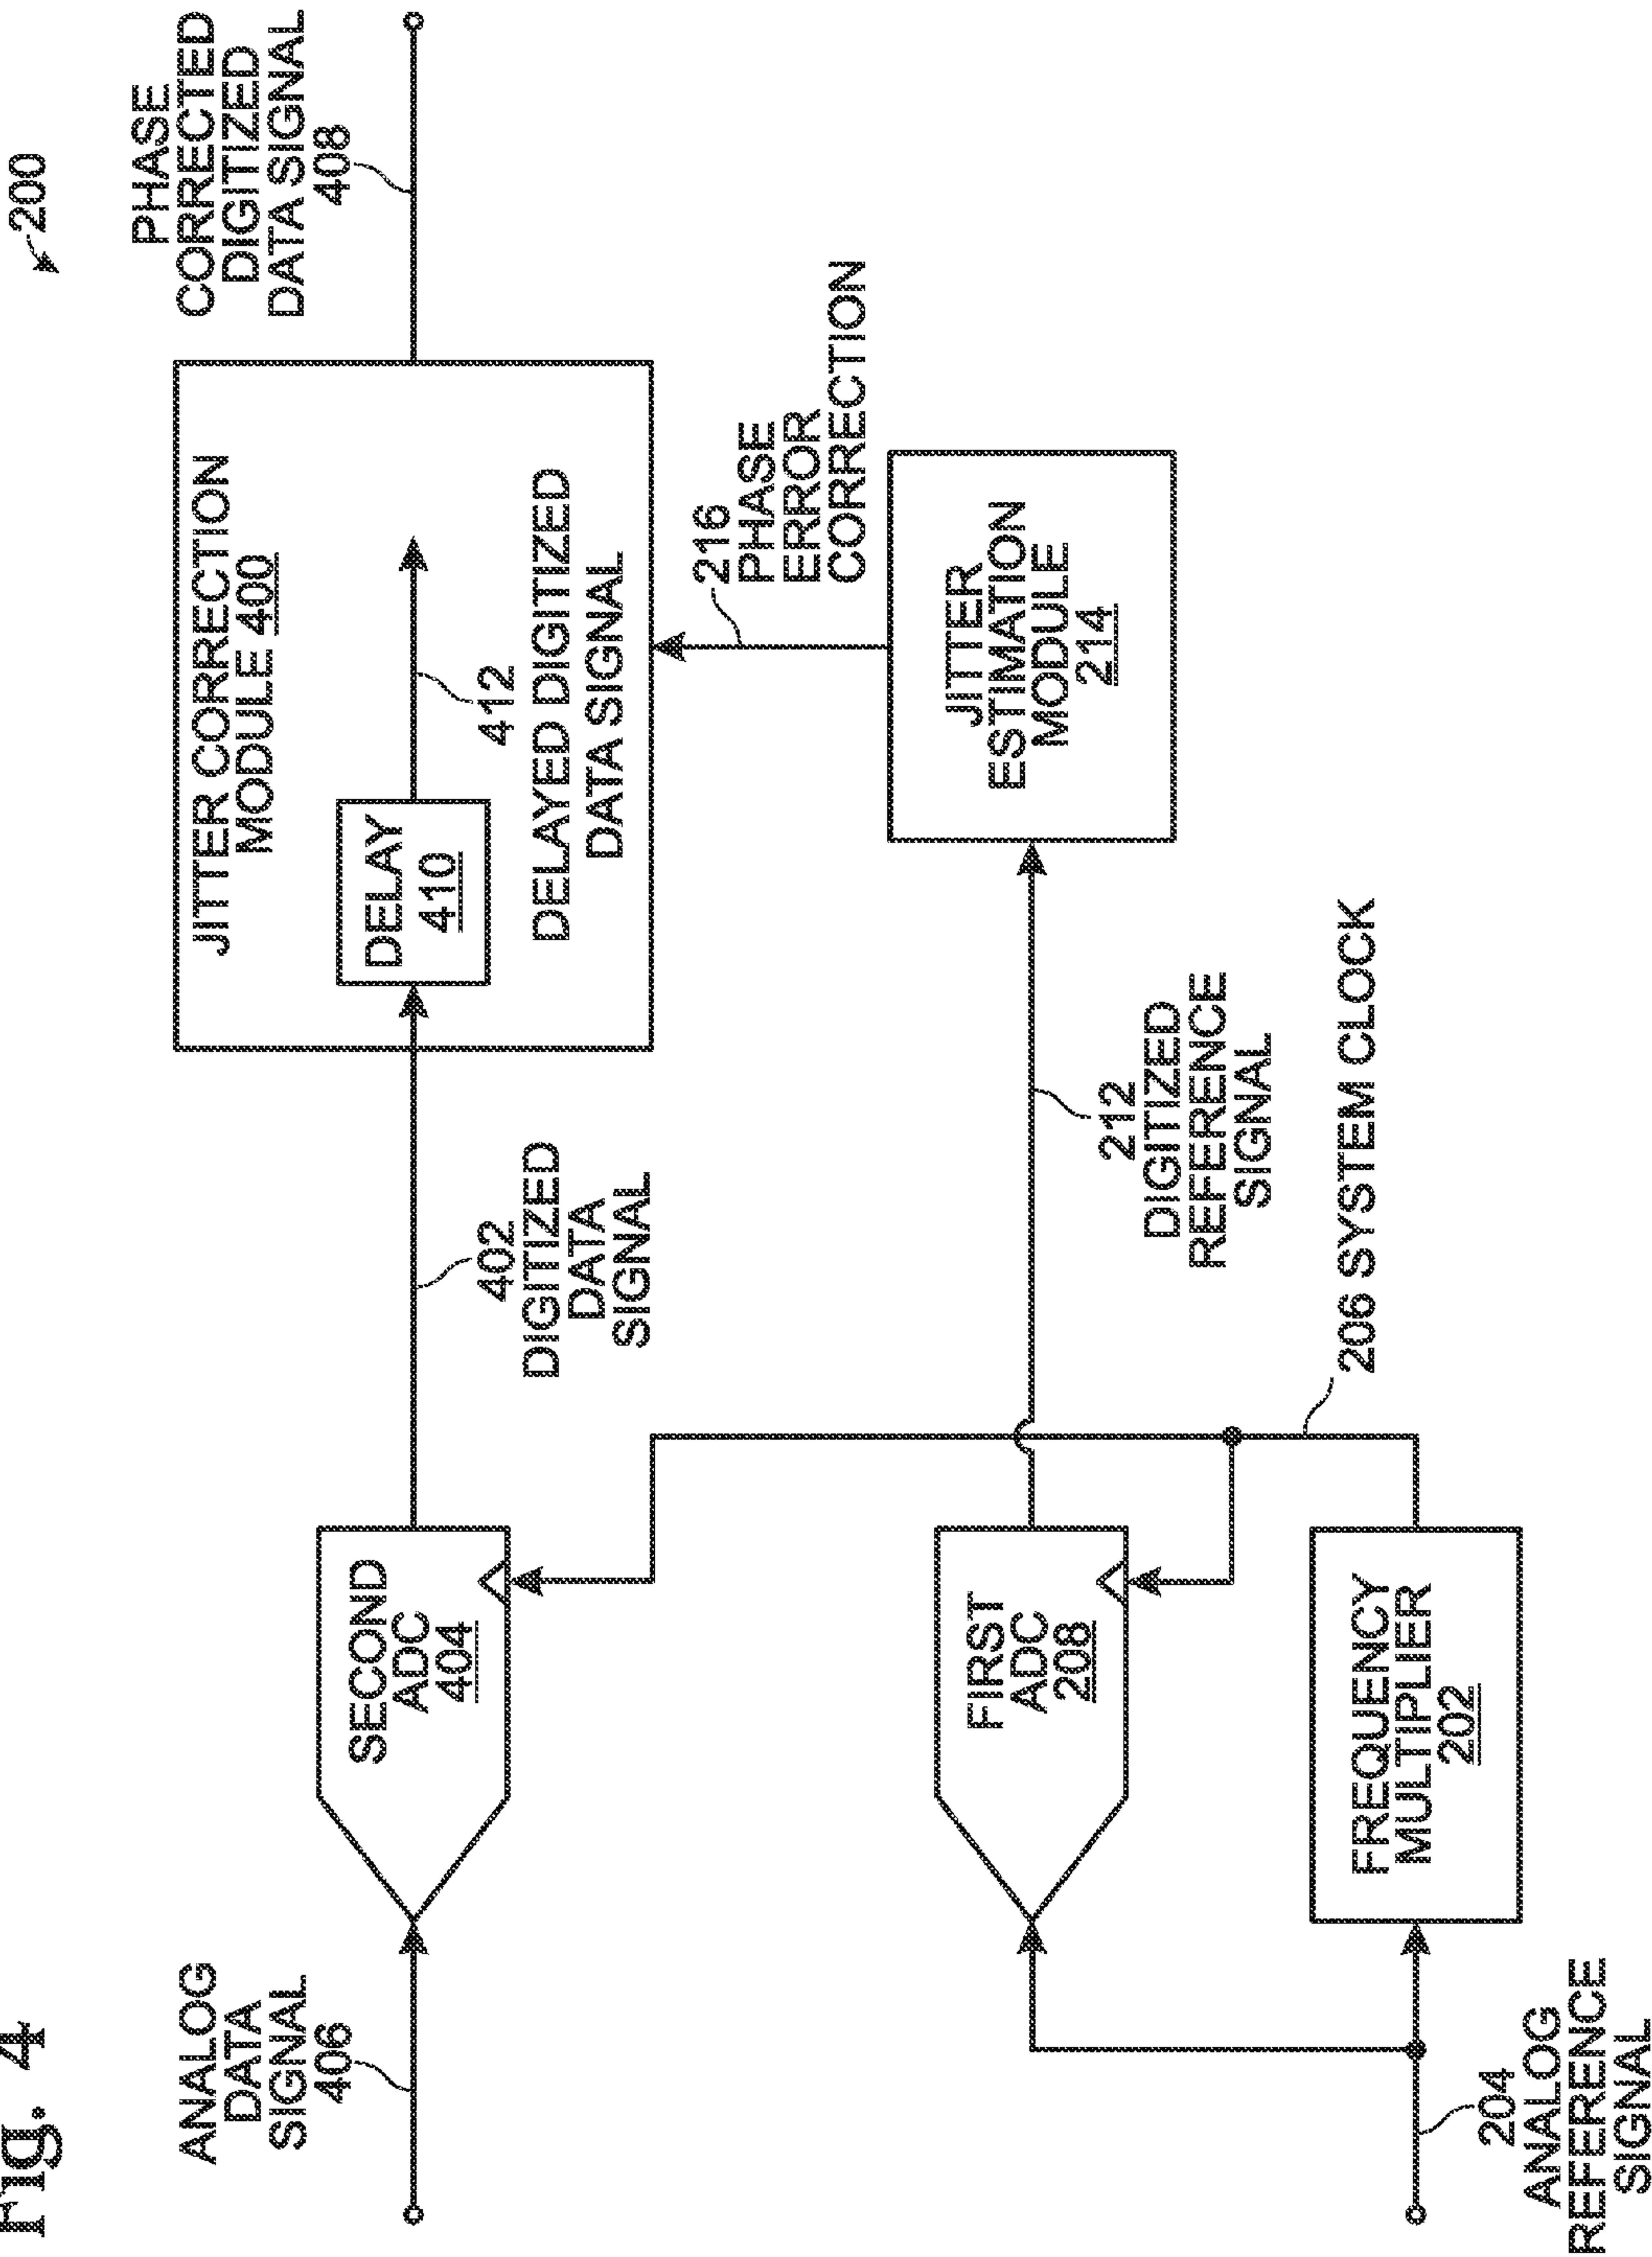 Fig. 4
200
ANALOG
DATA
SIGNAL
406
SECOND
ADC
404
402
DIGITIZED
DATA
SIGNAL
JITTER CORRECTION
MODULE 400
DELAY
410
412
DELAYED DIGITIZED
DATA SIGNAL
PHASE
CORRECTED
DIGITIZED
DATA SIGNAL
408
216
PHASE
ERROR
CORRECTION
JITTER
ESTIMATION
MODULE
214
FIRST
ADC
208
212
DIGITIZED
REFERENCE
SIGNAL
206 SYSTEM CLOCK
FREQUENCY
MULTIPLIER
202
204
ANALOG
REFERENCE
SIGNAL